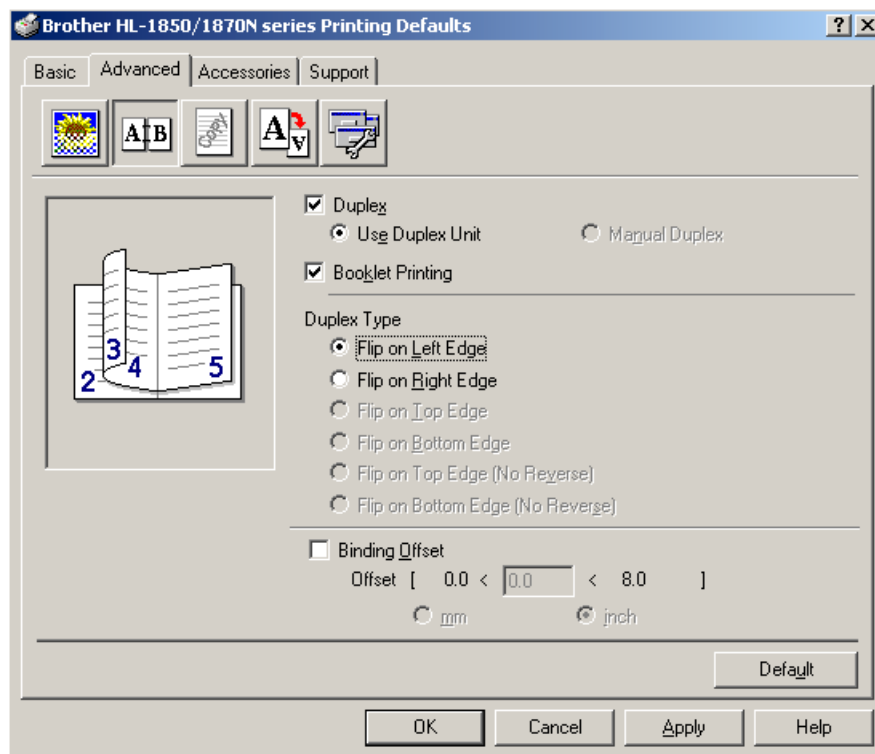 Brother HL-1850/1870N series Printing Defaults
Basic Advanced Accessories Support
A B COPY A A
Duplex
Use Duplex Unit Manual Duplex
Booklet Printing
Duplex Type
Flip on Left Edge
Flip on Right Edge
Flip on Top Edge
Flip on Bottom Edge
Flip on Top Edge (No Reverse)
Flip on Bottom Edge (No Reverse)
2 3 4 5
Binding Offset
Offset [ 0.0 < 0.0 < 8.0 ]
mm inch
Default
OK Cancel Apply Help